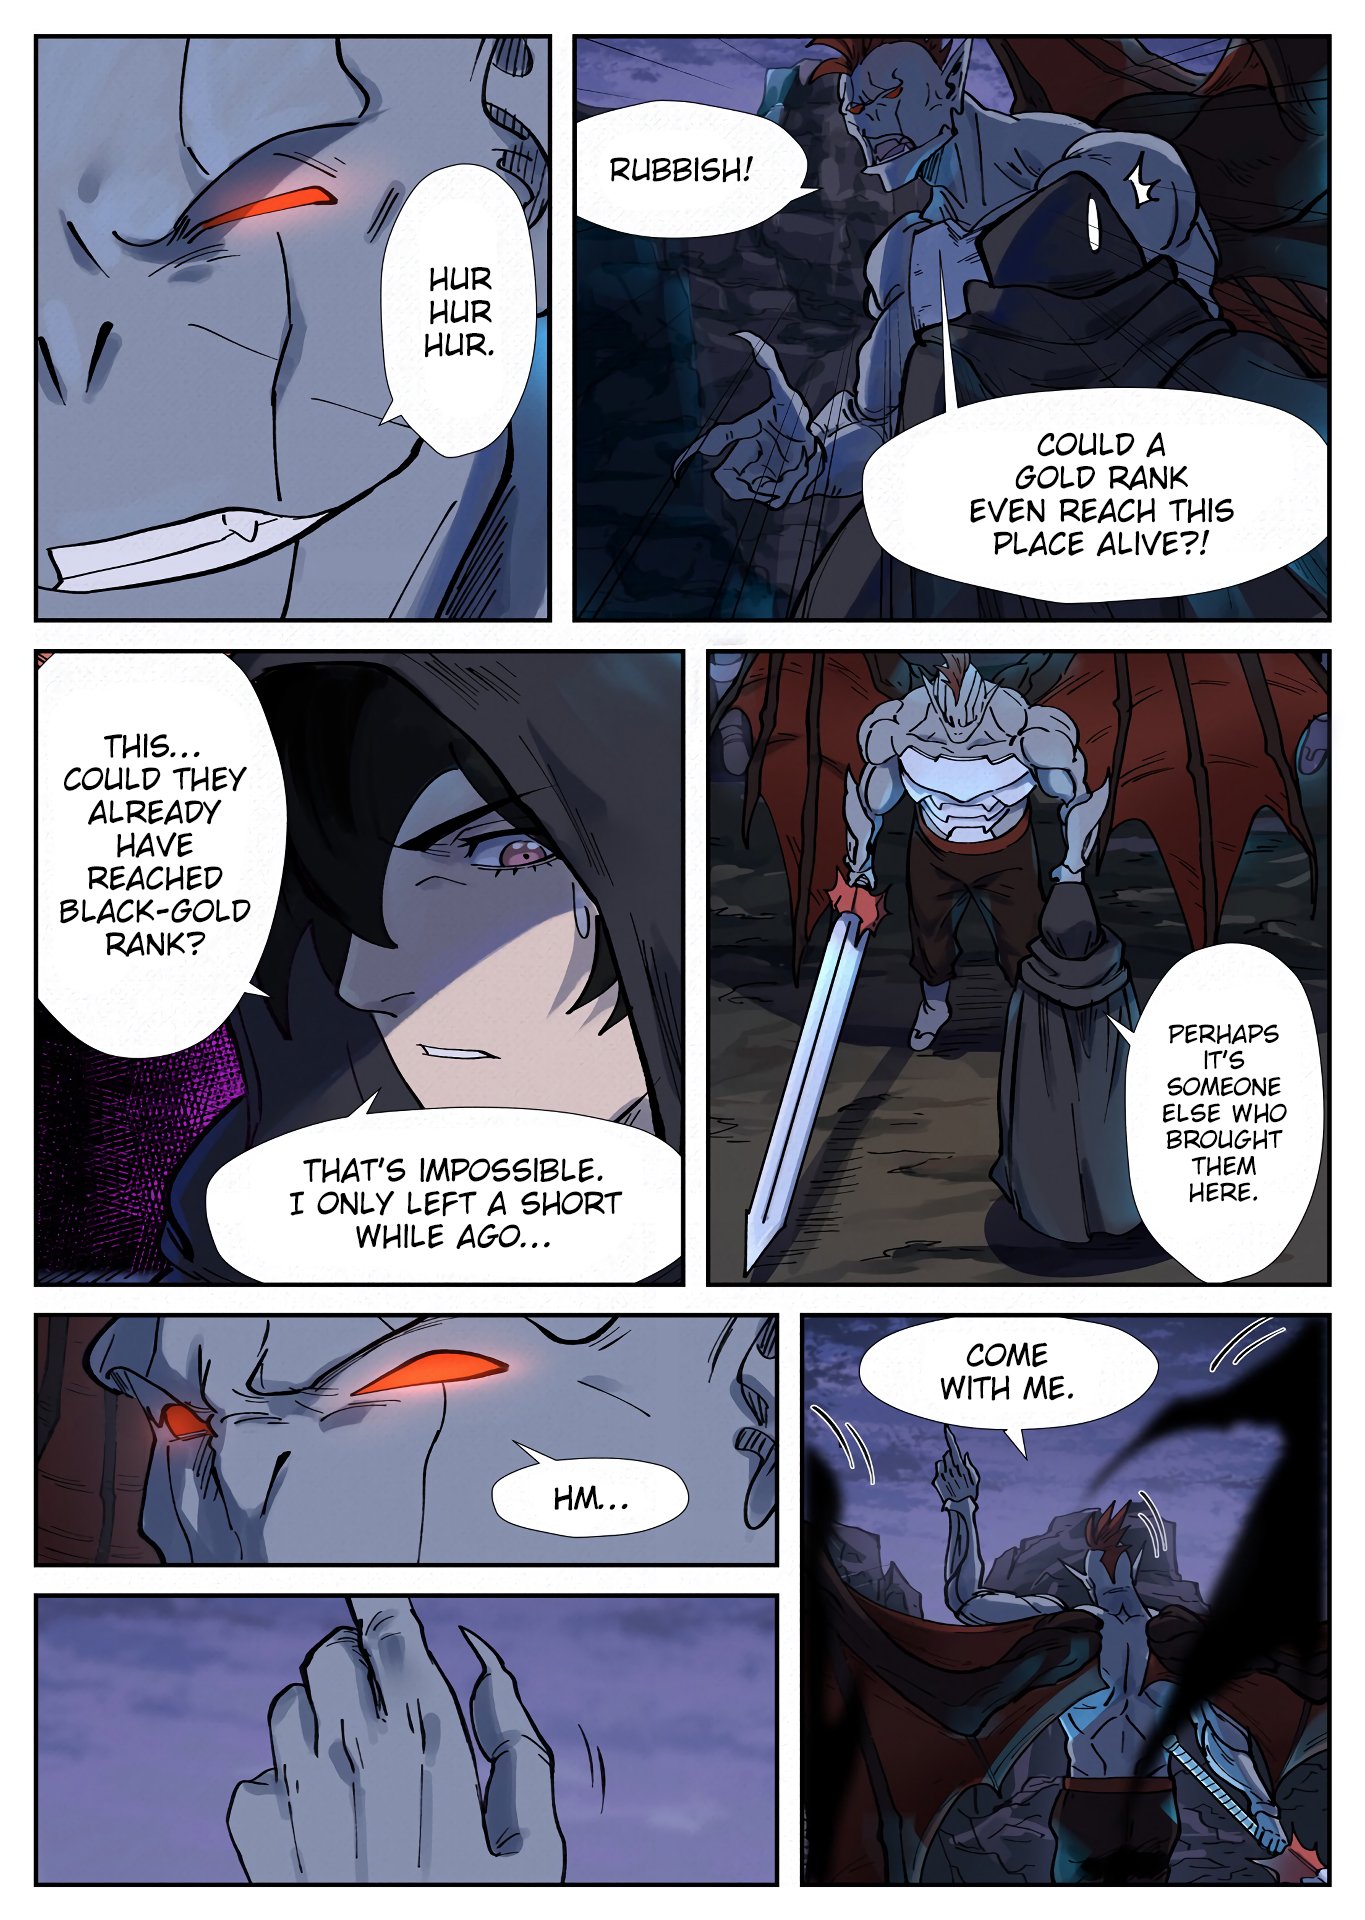 HUR
HUR
HUR.
RUBBISH!
COULD A
GOLD RANK
EVEN REACH THIS
PLACE ALIVE?!
THIS...
COULD THEY
ALREADY
HAVE
REACHED
BLACK-GOLD
RANK?
THAT'S IMPOSSIBLE.
I ONLY LEFT A SHORT
WHILE AGO...
PERHAPS
IT'S
SOMEONE
ELSE WHO
BROUGHT
THEM
HERE.
HM...
COME
WITH ME.